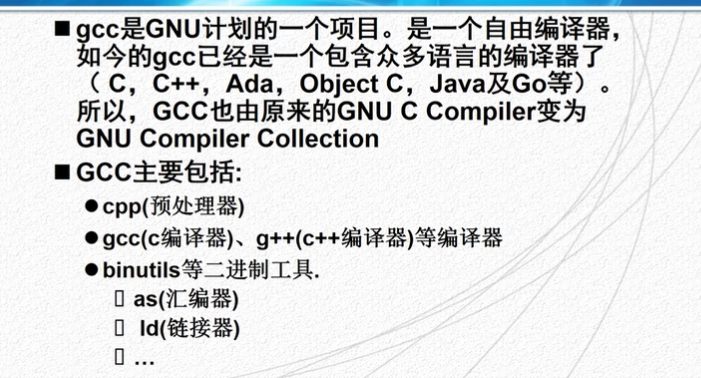 ■gcc是GNU计划的一个项目。是一个自由编译器，
如今的gcc已经是一个包含众多语言的编译器了
（ C，C++，Ada，Object C，Java及Go等）。
所以，GCC也由原来的GNU C Compiler变为
GNU Compiler Collection
■GCC主要包括:
●cpp(预处理器)
●gcc(c编译器)、g++(c++编译器)等编译器
●binutils等二进制工具.
▯ as(汇编器)
▯ ld(链接器)
▯ ...